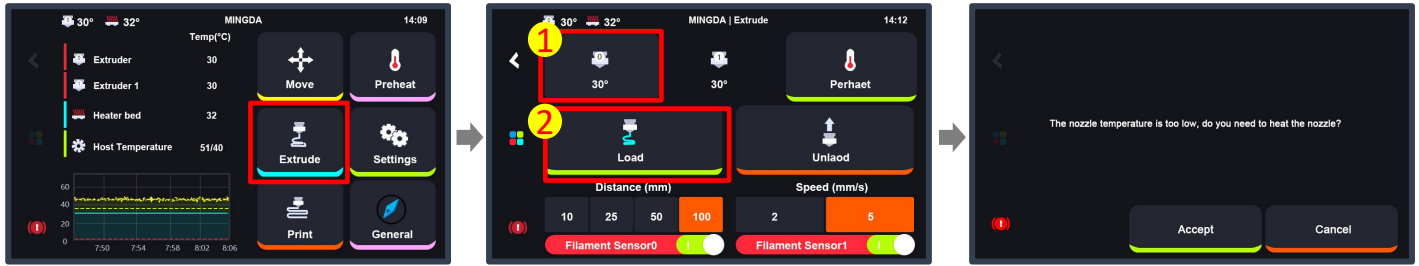 30° 32° MINGDA 14:09
Temp(°C)
Extruder 30
Extruder 1 30
Heater bed 32
Host Temperature 51/40
60
40
20
0
7:50 7:54 7:58 8:02 8:06
Move
Preheat
Extrude
Settings
Print
General
30° 32° MINGDA | Extrude 14:12
1
0
30°
1
30°
Perhaet
2
Load
Unlaod
Distance (mm)
Speed (mm/s)
10 25 50 100
2 5
Filament Sensor0
Filament Sensor1
The nozzle temperature is too low, do you need to heat the nozzle?
Accept
Cancel